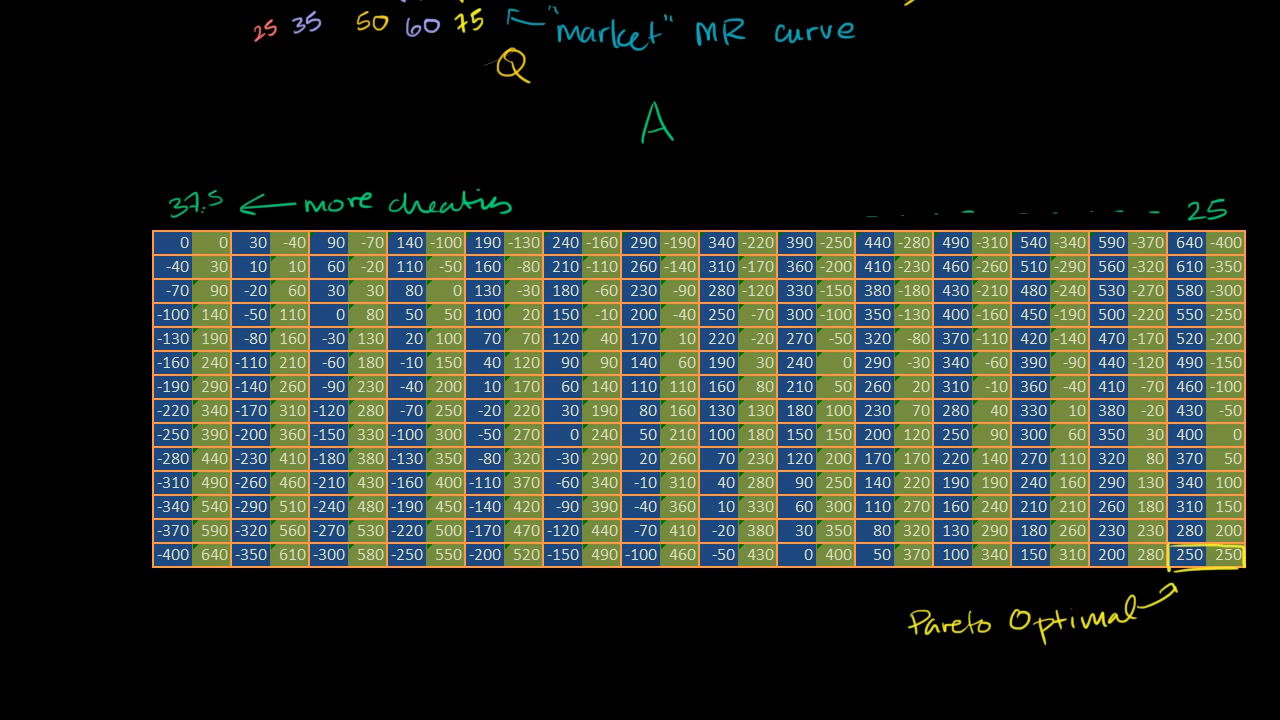 25 35 50 60 75 "market" MR curve
Q
A
37.5 ← more cheating 25
0 0 30 -40 90 -70 140 -100 190 -130 240 -160 290 -190 340 -220 390 -250 440 -280 490 -310 540 -340 590 -370 640 -400
-40 30 10 10 60 -20 110 -50 160 -80 210 -110 260 -140 310 -170 360 -200 410 -230 460 -260 510 -290 560 -320 610 -350
-70 90 -20 60 30 30 80 0 130 -30 180 -60 230 -90 280 -120 330 -150 380 -180 430 -210 480 -240 530 -270 580 -300
-100 140 -50 110 0 80 50 50 100 20 150 -10 200 -40 250 -70 300 -100 350 -130 400 -160 450 -190 500 -220 550 -250
-130 190 -80 160 -30 130 20 100 70 70 120 40 170 10 220 -20 270 -50 320 -80 370 -110 420 -140 470 -170 520 -200
-160 240 -110 210 -60 180 -10 150 40 120 90 90 140 60 190 30 240 0 290 -30 340 -60 390 -90 440 -120 490 -150
-190 290 -140 260 -90 230 -40 200 10 170 60 140 110 110 160 80 210 50 260 20 310 -10 360 -40 410 -70 460 -100
-220 340 -170 310 -120 280 -70 250 -20 220 30 190 80 160 130 130 180 100 230 70 280 40 330 10 380 -20 430 -50
-250 390 -200 360 -150 330 -100 300 -50 270 0 240 50 210 100 180 150 150 200 120 250 90 300 60 350 30 400 0
-280 440 -230 410 -180 380 -130 350 -80 320 -30 290 20 260 70 230 120 200 170 170 220 140 270 110 320 80 370 50
-310 490 -260 460 -210 430 -160 400 -110 370 -60 340 -10 310 40 280 90 250 140 220 190 190 240 160 290 130 340 100
-340 540 -290 510 -240 480 -190 450 -140 420 -90 390 -40 360 10 330 60 300 110 270 160 240 210 210 260 180 310 150
-370 590 -320 560 -270 530 -220 500 -170 470 -120 440 -70 410 -20 380 30 350 80 320 130 290 180 260 230 230 280 200
-400 640 -350 610 -300 580 -250 550 -200 520 -150 490 -100 460 -50 430 0 400 50 370 100 340 150 310 200 280 250 250
Pareto Optimal